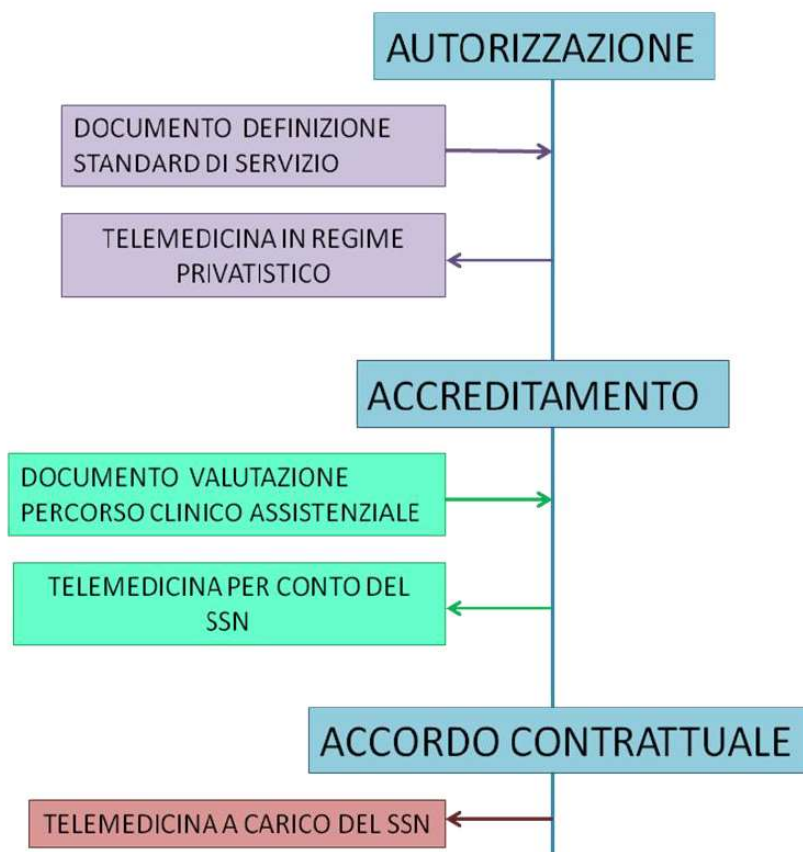 AUTORIZZAZIONE
DOCUMENTO DEFINIZIONE
STANDARD DI SERVIZIO
TELEMEDICINA IN REGIME
PRIVATISTICO
ACCREDITAMENTO
DOCUMENTO VALUTAZIONE
PERCORSO CLINICO ASSISTENZIALE
TELEMEDICINA PER CONTO DEL
SSN
ACCORDO CONTRATTUALE
TELEMEDICINA A CARICO DEL SSN